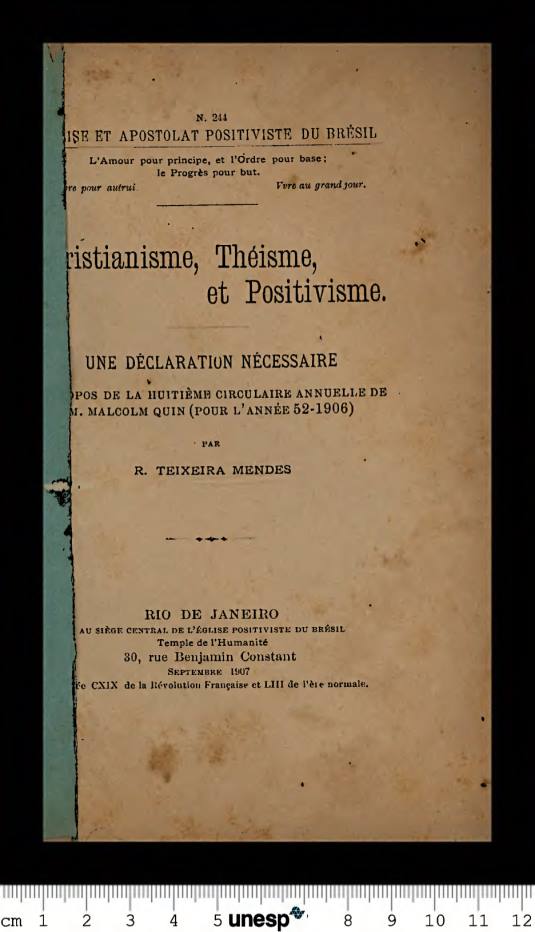 N. 244
ISE ET APOSTOLAT POSITIVISTE DU BRÉSIL
L'Amour pour principe, et l'Ordre pour base;
le Progrès pour but.
re pour autrui. Vvre au grand jour.
ristianisme, Théisme,
et Positivisme.
UNE DÉCLARATION NÉCESSAIRE
POS DE LA HUITIÈME CIRCULAIRE ANNUELLE DE
M. MALCOLM QUIN (POUR L'ANNÉE 52-1906)
PAR
R. TEIXEIRA MENDES
RIO DE JANEIRO
AU SIÈGE CENTRAL DE L'ÉGLISE POSITIVISTE DU BRÉSIL
Temple de l'Humanité
30, rue Benjamin Constant
SEPTEMBRE 1907
e CXIX de la Révolution Française et LIII de l'ère normale.
cm 1 2 3 4 5 unesp 8 9 10 11 12